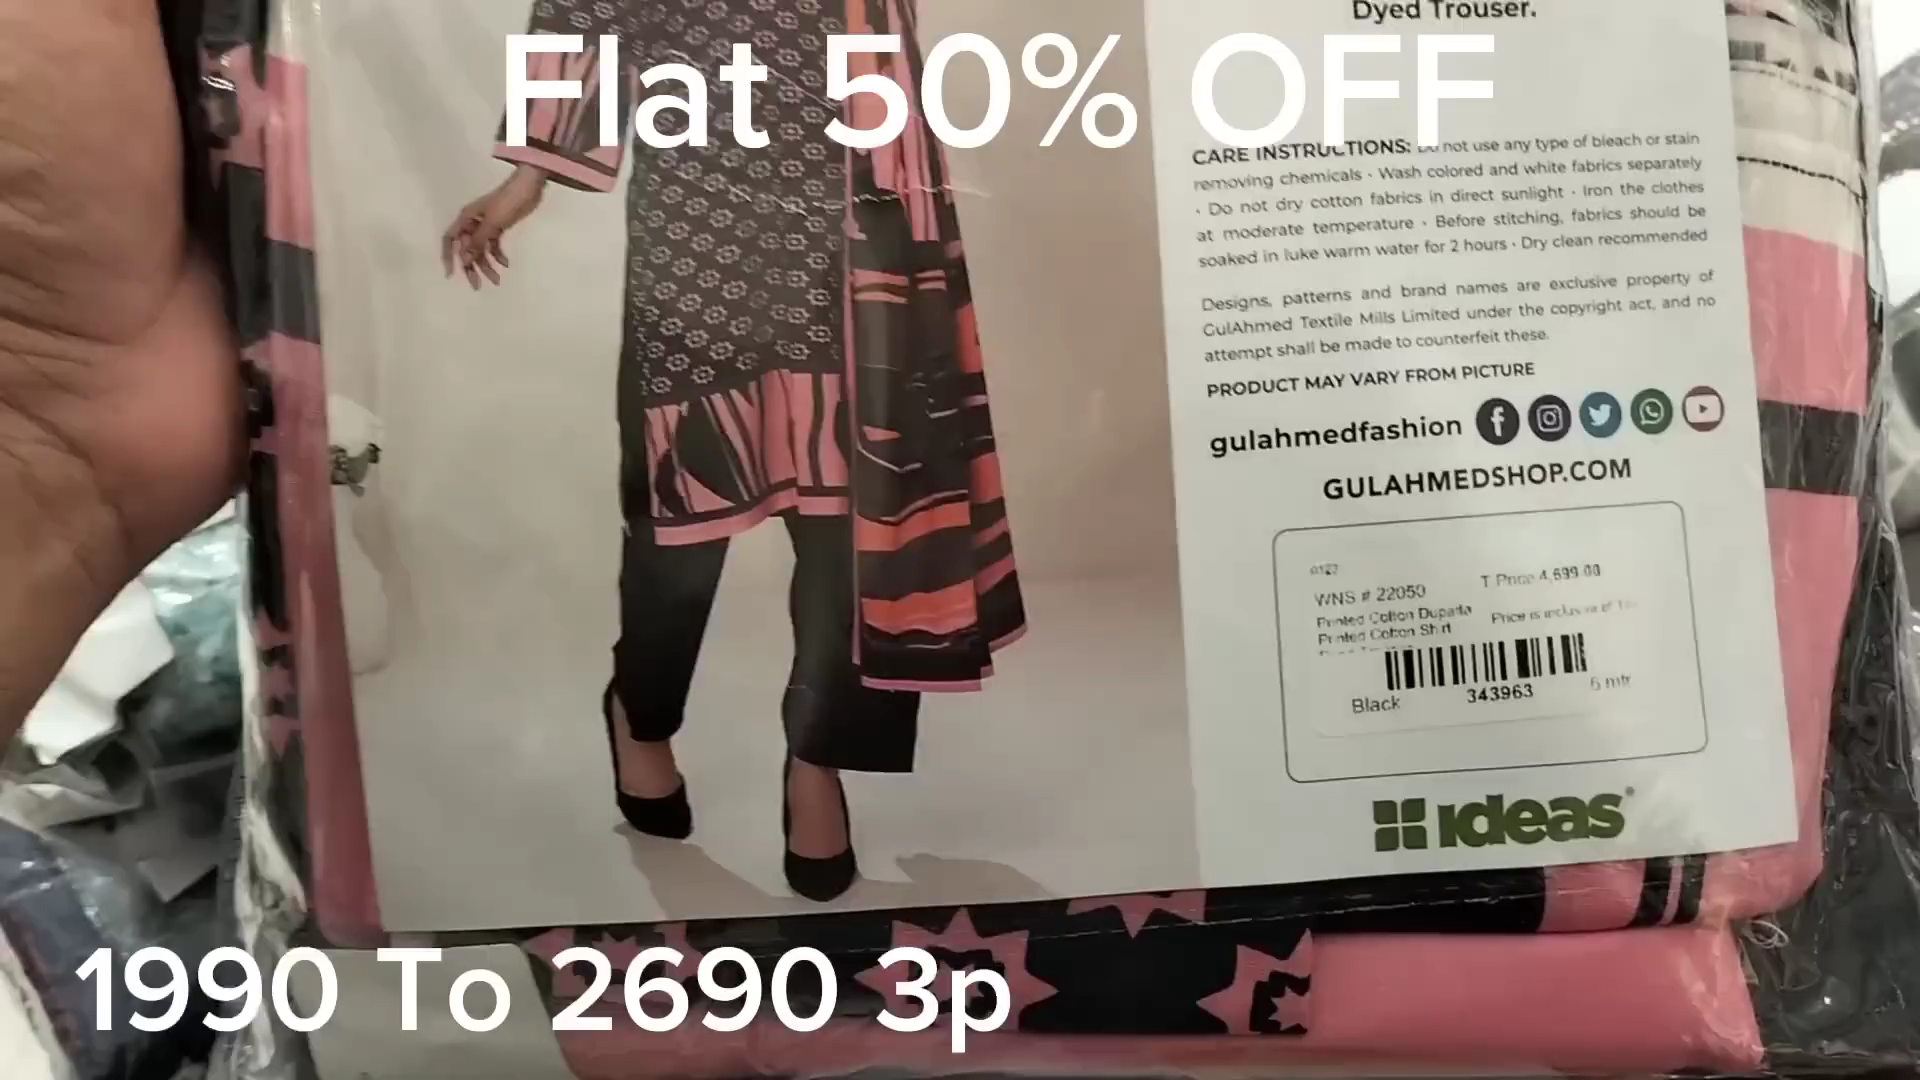 Dyed Trouser.
Flat 50% OFF
CARE INSTRUCTIONS: Do not use any type of bleach or stain
removing chemicals • Wash colored and white fabrics separately
• Do not dry cotton fabrics in direct sunlight • Iron the clothes
at moderate temperature • Before stitching, fabrics should be
soaked in luke warm water for 2 hours • Dry clean recommended
Designs, patterns and brand names are exclusive property of
GulAhmed Textile Mills Limited under the copyright act, and no
attempt shall be made to counterfeit these.
PRODUCT MAY VARY FROM PICTURE
gulahmedfashion
GULAHMEDSHOP.COM
WNS # 22050
T Price 4,699.00
Printed Cotton Dupatta
Price is inclusive of
Printed Cotton Shirt
Black
343963
6 mtr
ideas
1990 To 2690 3p